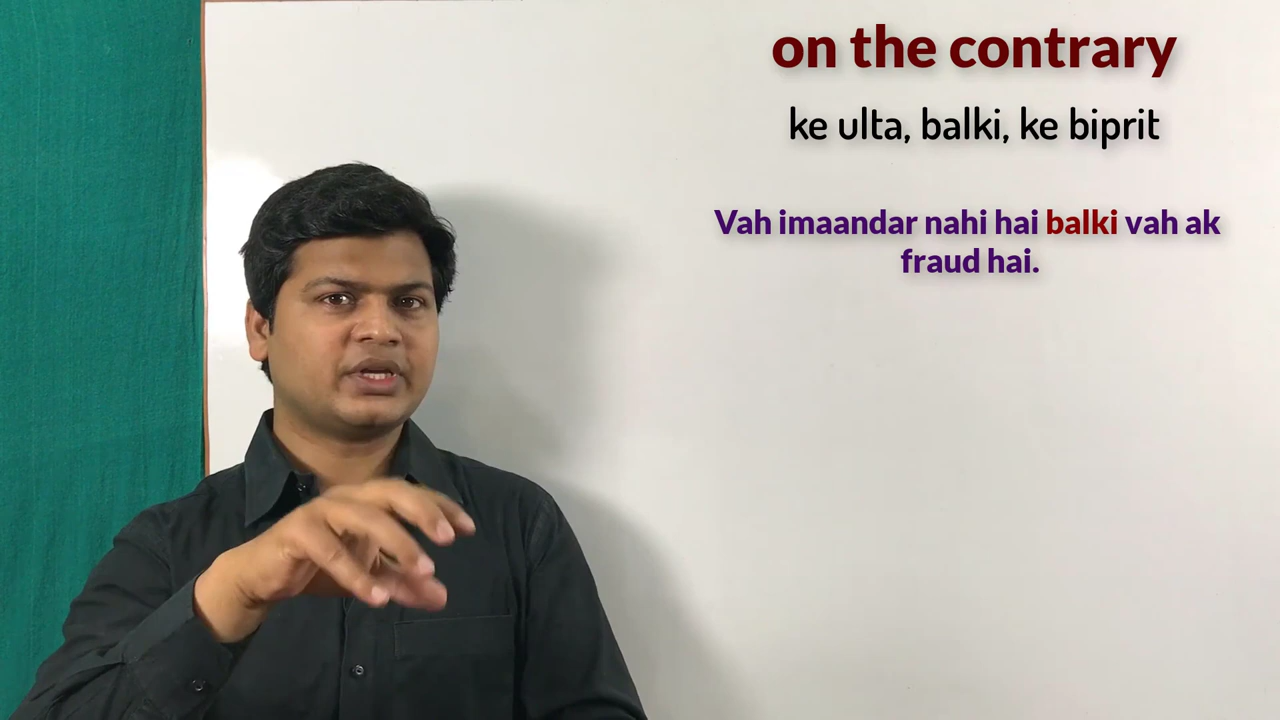 on the contrary
ke ulta, balki, ke biprit
Vah imaandar nahi hai balki vah ak
fraud hai.